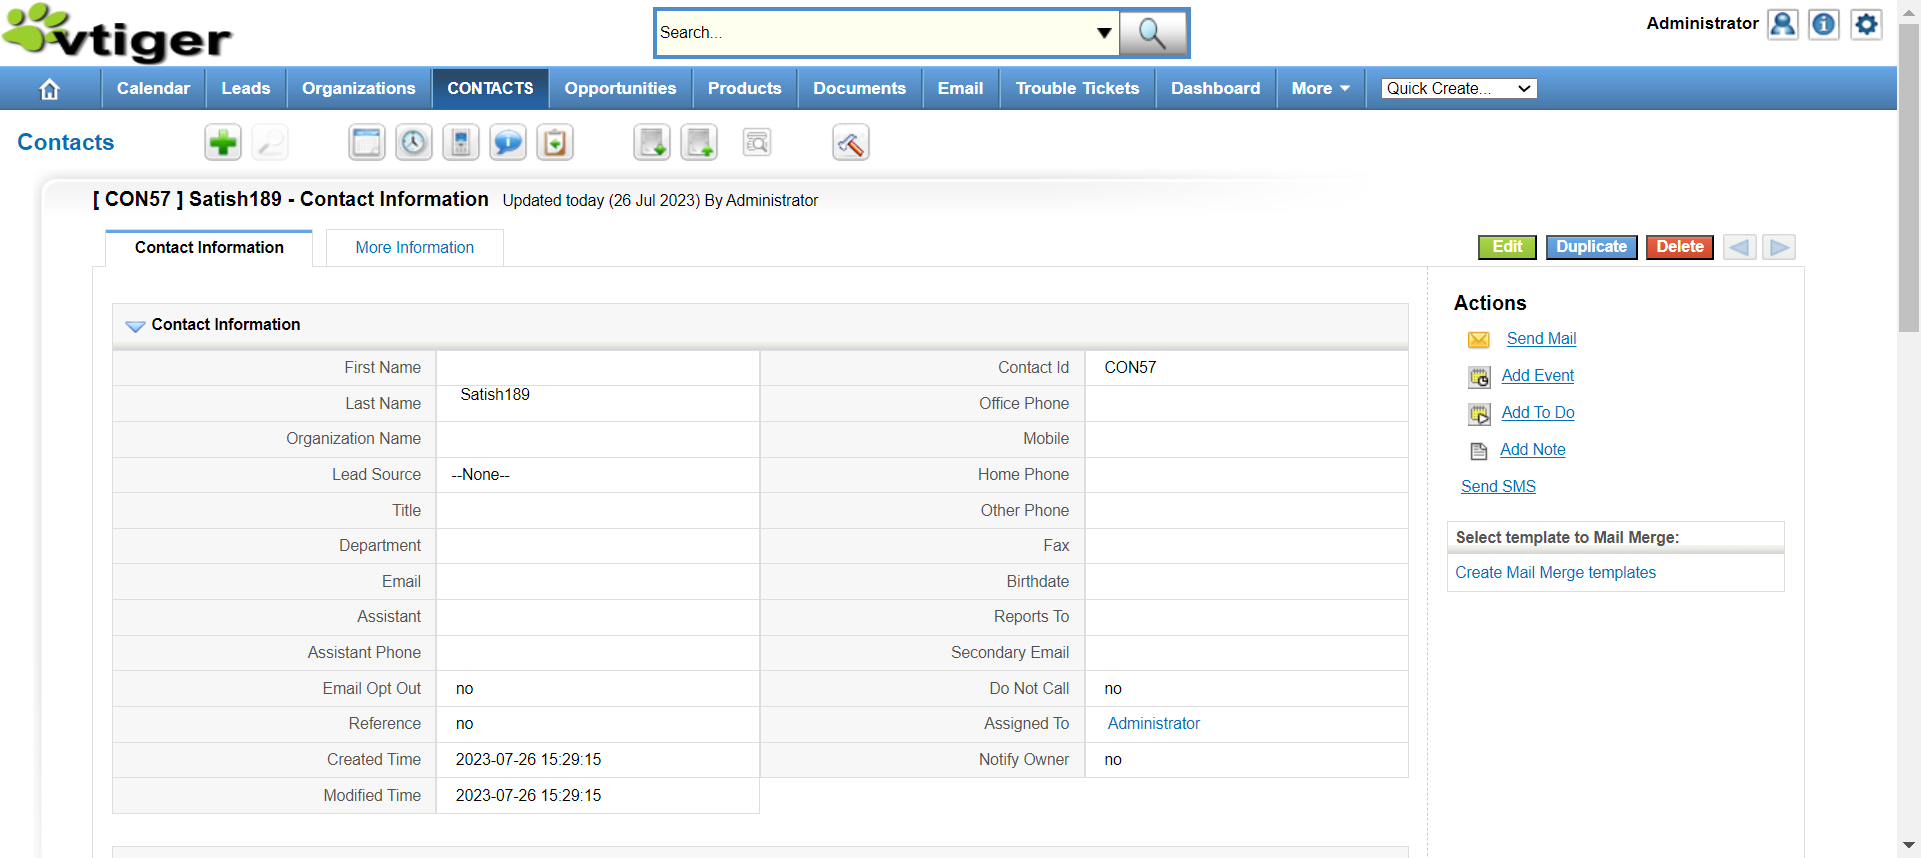 vtiger
Search...
Administrator
Calendar Leads Organizations CONTACTS Opportunities Products Documents Email Trouble Tickets Dashboard More Quick Create...
Contacts
[ CON57 ] Satish189 - Contact Information Updated today (26 Jul 2023) By Administrator
Contact Information More Information
Edit Duplicate Delete
Contact Information
First Name Contact Id CON57
Last Name Satish189 Office Phone
Organization Name Mobile
Lead Source --None-- Home Phone
Title Other Phone
Department Fax
Email Birthdate
Assistant Reports To
Assistant Phone Secondary Email
Email Opt Out no Do Not Call no
Reference no Assigned To Administrator
Created Time 2023-07-26 15:29:15 Notify Owner no
Modified Time 2023-07-26 15:29:15
Actions
Send Mail
Add Event
Add To Do
Add Note
Send SMS
Select template to Mail Merge:
Create Mail Merge templates